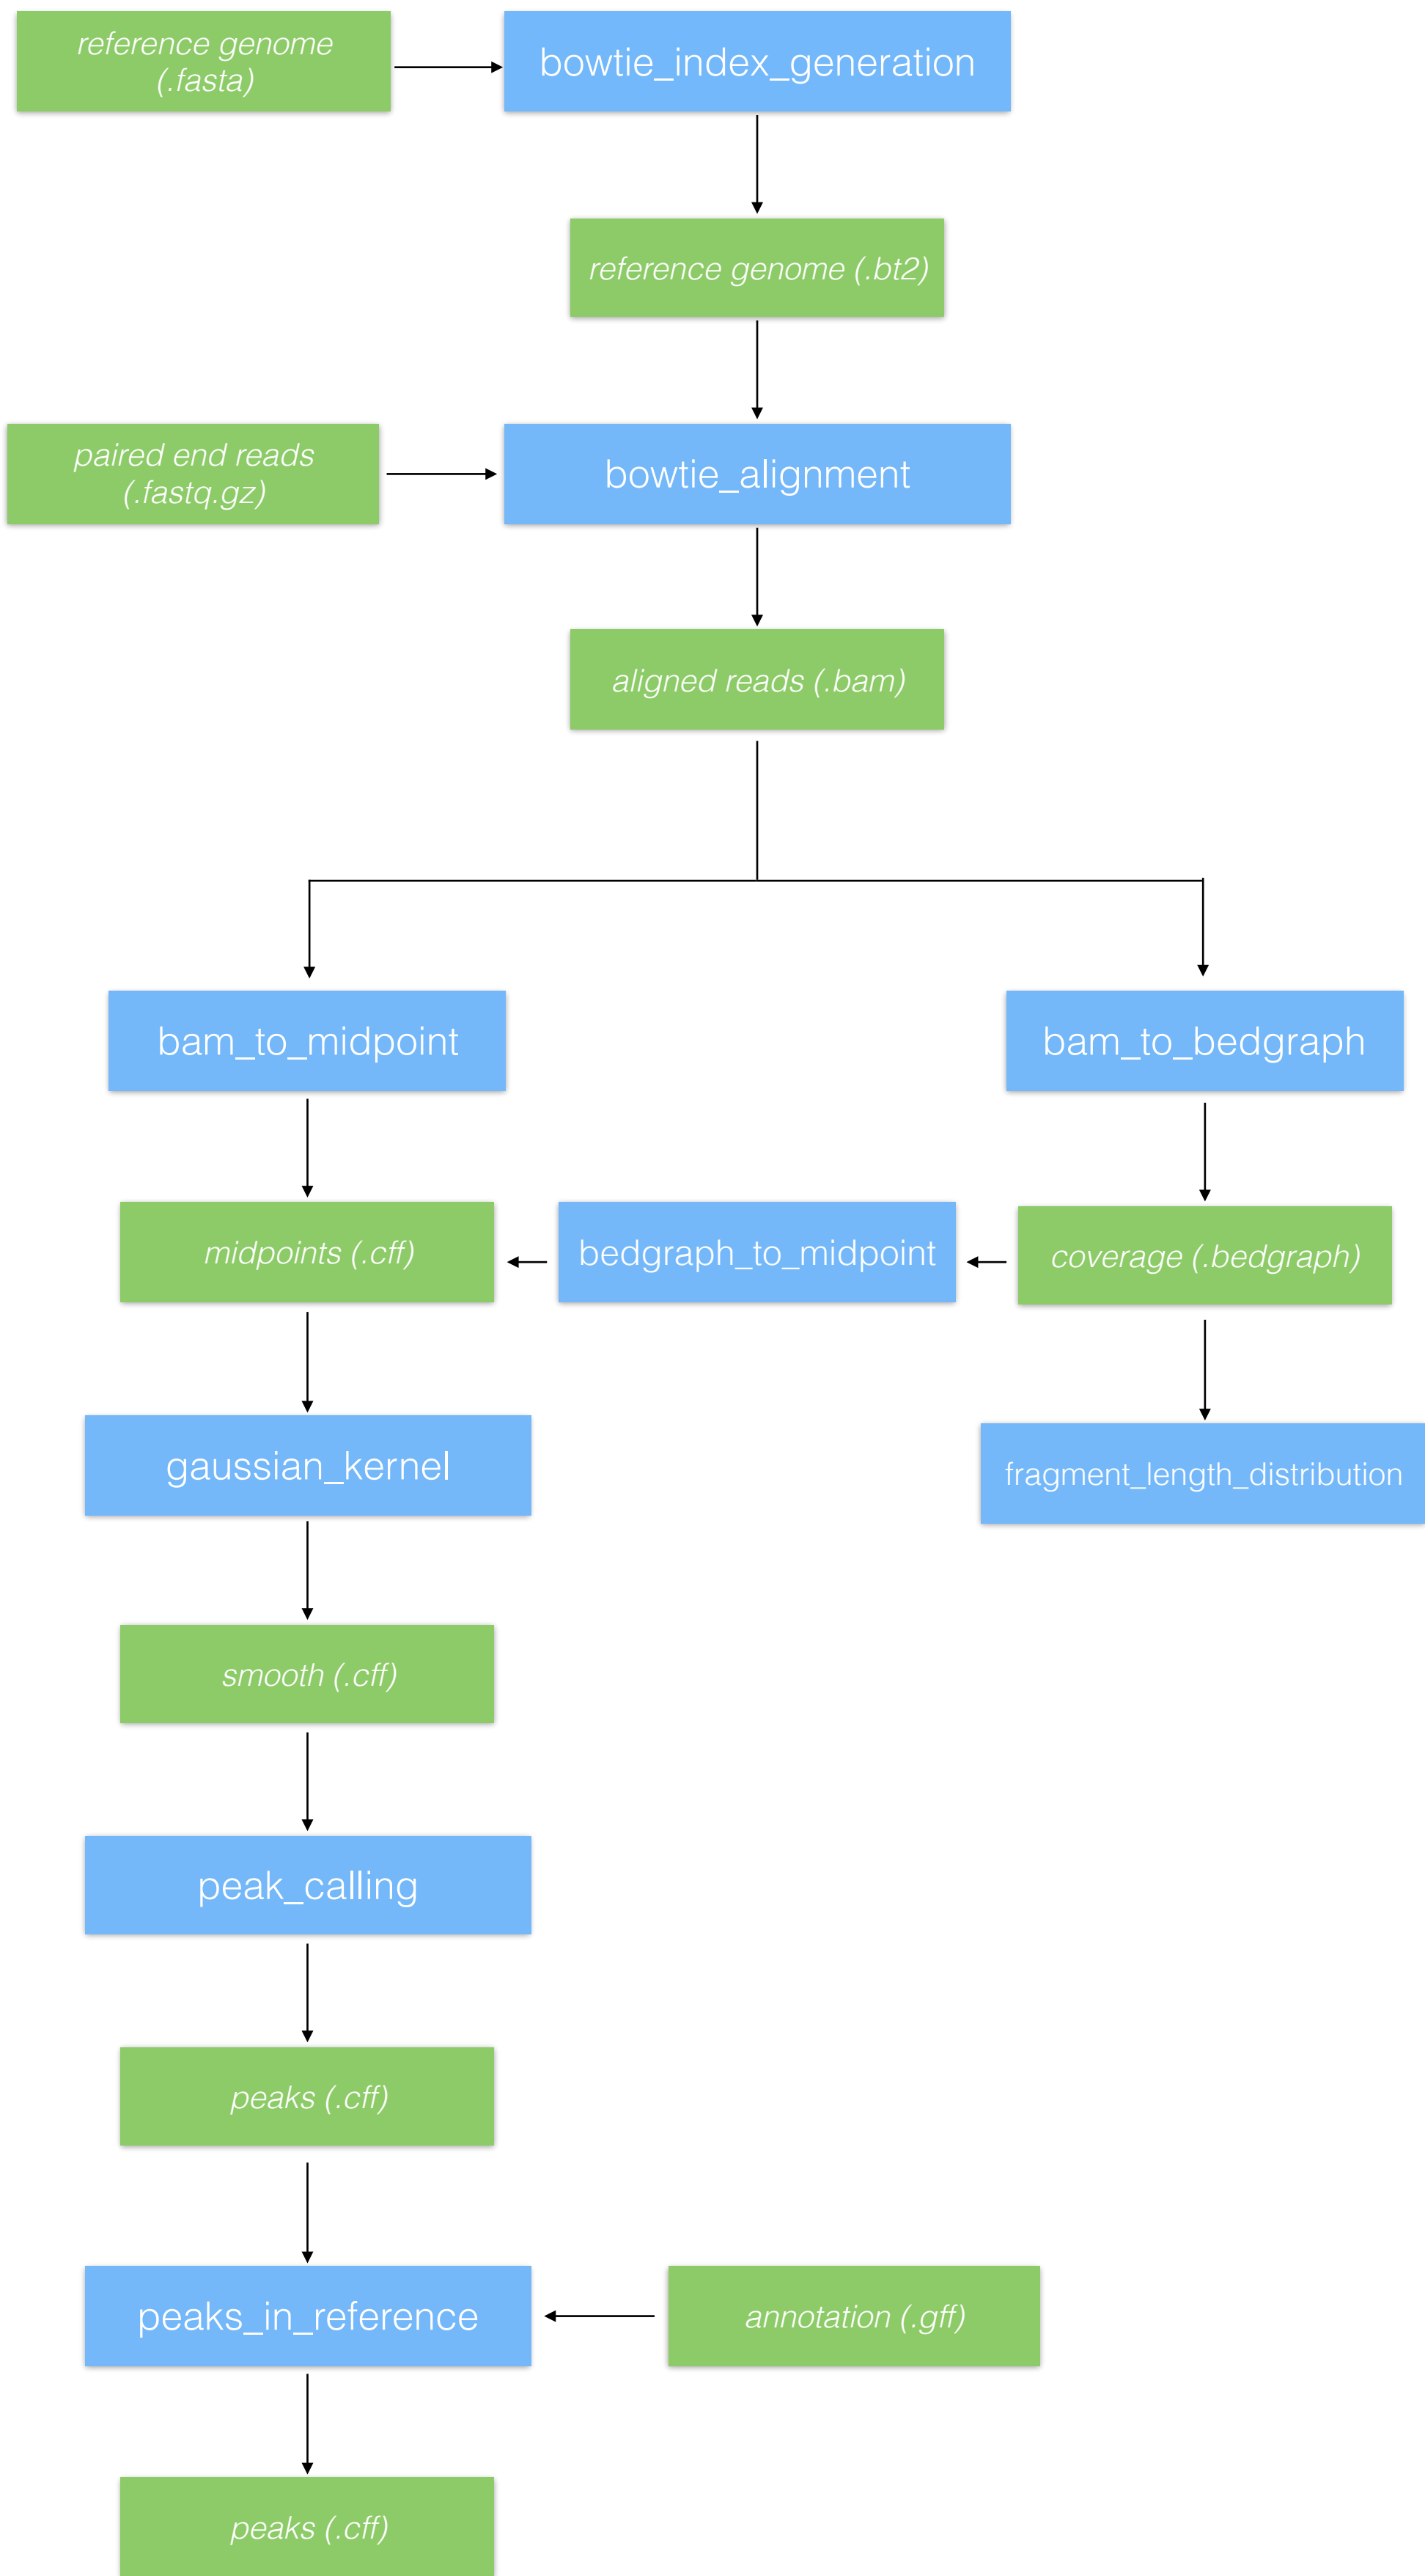 reference genome
(.fasta)
bowtie_index_generation
reference genome (.bt2)
paired end reads
(.fastq.gz)
bowtie_alignment
aligned reads (.bam)
bam_to_midpoint
bam_to_bedgraph
midpoints (.cff)
bedgraph_to_midpoint
coverage (.bedgraph)
gaussian_kernel
fragment_length_distribution
smooth (.cff)
peak_calling
peaks (.cff)
peaks_in_reference
annotation (.gff)
peaks (.cff)